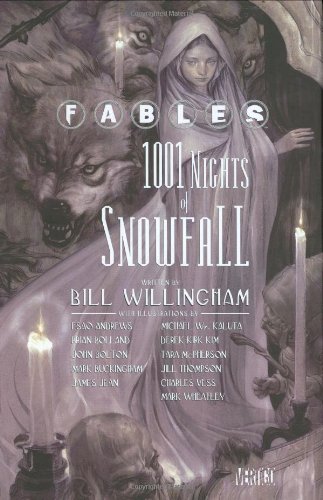 FABLES
1001 NIGHTS
of
SNOWFALL
WRITTEN BY
BILL WILLINGHAM
WITH ILLUSTRATIONS BY
ESAO ANDREWS
BRIAN BOLLAND
JOHN BOLTON
MARK BUCKINGHAM
JAMES JEAN
MICHAEL WM. KALUTA
DEREK KIRK KIM
TARA McPHERSON
JILL THOMPSON
CHARLES VESS
MARK WHEATLEY
VERTIGO